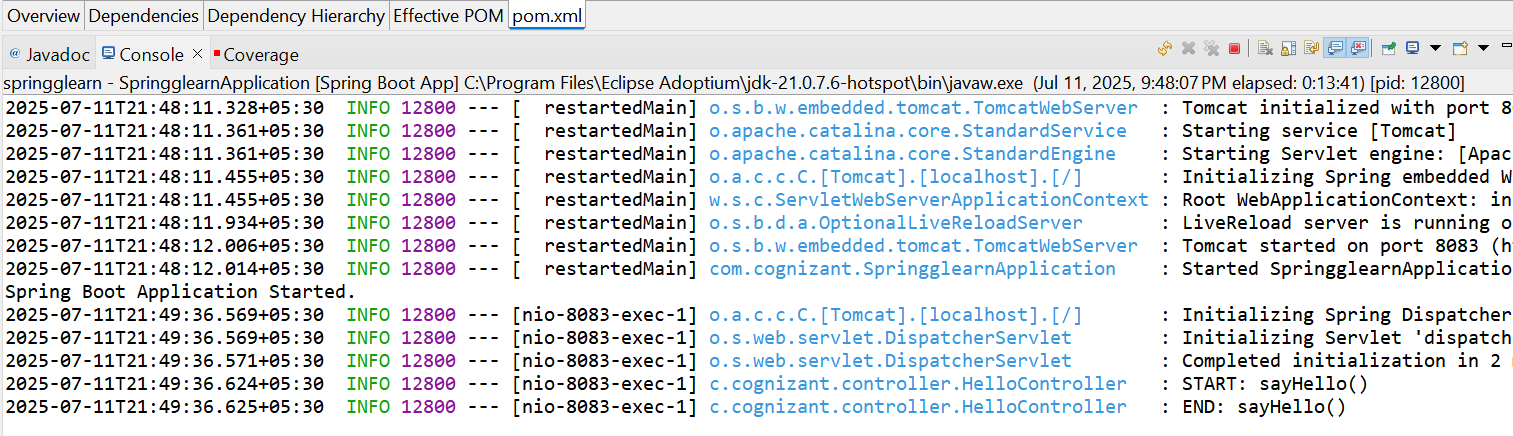 Overview Dependencies Dependency Hierarchy Effective POM pom.xml
@ Javadoc Console Coverage
springglearn - SpringglearnApplication [Spring Boot App] C:\Program Files\Eclipse Adoptium\jdk-21.0.7.6-hotspot\bin\javaw.exe (Jul 11, 2025, 9:48:07 PM elapsed: 0:13:41) [pid: 12800]
2025-07-11T21:48:11.328+05:30  INFO 12800 --- [  restartedMain] o.s.b.w.embedded.tomcat.TomcatWebServer  : Tomcat initialized with port 8
2025-07-11T21:48:11.361+05:30  INFO 12800 --- [  restartedMain] o.apache.catalina.core.StandardService   : Starting service [Tomcat]
2025-07-11T21:48:11.361+05:30  INFO 12800 --- [  restartedMain] o.apache.catalina.core.StandardEngine    : Starting Servlet engine: [Apac
2025-07-11T21:48:11.455+05:30  INFO 12800 --- [  restartedMain] o.a.c.c.C.[Tomcat].[localhost].[/]       : Initializing Spring embedded W
2025-07-11T21:48:11.455+05:30  INFO 12800 --- [  restartedMain] w.s.c.ServletWebServerApplicationContext : Root WebApplicationContext: in
2025-07-11T21:48:11.934+05:30  INFO 12800 --- [  restartedMain] o.s.b.d.a.OptionalLiveReloadServer       : LiveReload server is running o
2025-07-11T21:48:12.006+05:30  INFO 12800 --- [  restartedMain] o.s.b.w.embedded.tomcat.TomcatWebServer  : Tomcat started on port 8083 (h
2025-07-11T21:48:12.014+05:30  INFO 12800 --- [  restartedMain] com.cognizant.SpringglearnApplication    : Started SpringglearnApplicatio
Spring Boot Application Started.
2025-07-11T21:49:36.569+05:30  INFO 12800 --- [nio-8083-exec-1] o.a.c.c.C.[Tomcat].[localhost].[/]       : Initializing Spring Dispatcher
2025-07-11T21:49:36.569+05:30  INFO 12800 --- [nio-8083-exec-1] o.s.web.servlet.DispatcherServlet        : Initializing Servlet 'dispatch
2025-07-11T21:49:36.571+05:30  INFO 12800 --- [nio-8083-exec-1] o.s.web.servlet.DispatcherServlet        : Completed initialization in 2
2025-07-11T21:49:36.624+05:30  INFO 12800 --- [nio-8083-exec-1] c.cognizant.controller.HelloController   : START: sayHello()
2025-07-11T21:49:36.625+05:30  INFO 12800 --- [nio-8083-exec-1] c.cognizant.controller.HelloController   : END: sayHello()